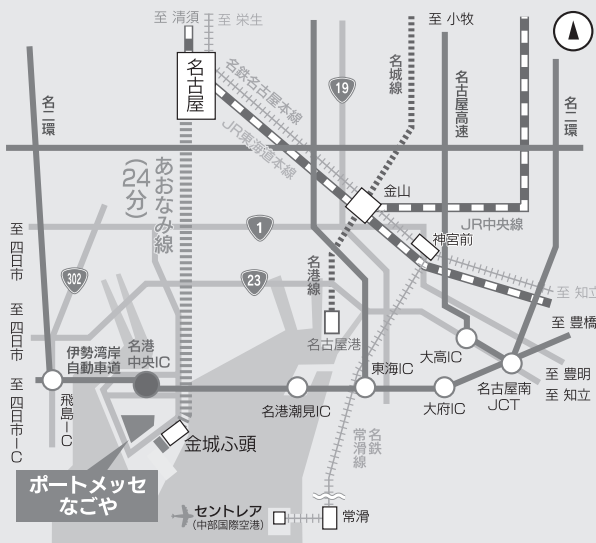 至 清須
至 栄生
至 小牧
名古屋
名鉄名古屋本線
JR東海道本線
19
名城線
名古屋高速
名二環
名二環
あおなみ線
(24分)
金山
JR中央線
神宮前
1
至 四日市
302
23
名港線
名古屋港
至 知立
至 豊橋
至 四日市
伊勢湾岸
自動車道
名港
中央IC
大高IC
東海IC
名古屋南
JCT
至 豊明
至 知立
至 四日市IC
飛島IC
名港潮見IC
大府IC
金城ふ頭
名鉄
常滑線
ポートメッセ
なごや
セントレア
(中部国際空港)
常滑